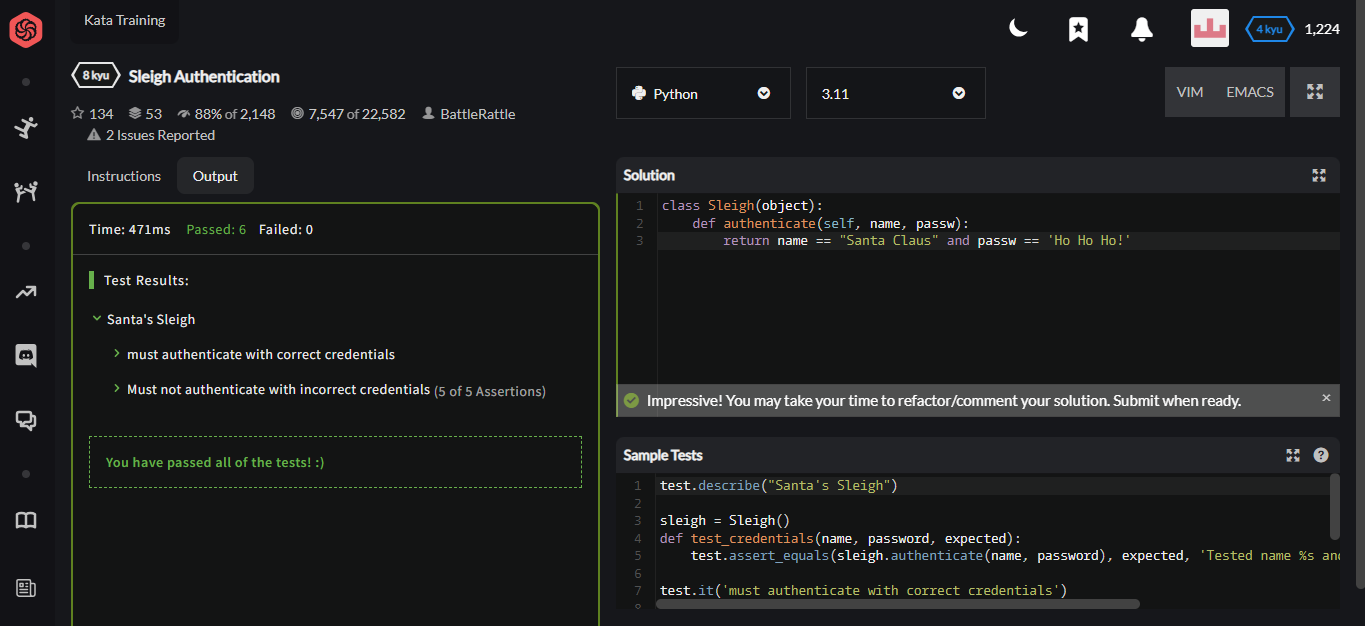 Kata Training
4 kyu
1,224
8 kyu
Sleigh Authentication
134
53
88% of 2,148
7,547 of 22,582
BattleRattle
2 Issues Reported
Python
3.11
VIM
EMACS
Instructions
Output
Time: 471ms Passed: 6 Failed: 0
Test Results:
Santa's Sleigh
must authenticate with correct credentials
Must not authenticate with incorrect credentials (5 of 5 Assertions)
You have passed all of the tests! :)
Solution
1 class Sleigh(object):
2 def authenticate(self, name, passw):
3 return name == "Santa Claus" and passw == 'Ho Ho Ho!'
Impressive! You may take your time to refactor/comment your solution. Submit when ready.
Sample Tests
1 test.describe("Santa's Sleigh")
2
3 sleigh = Sleigh()
4 def test_credentials(name, password, expected):
5 test.assert_equals(sleigh.authenticate(name, password), expected, 'Tested name %s and
6
7 test.it('must authenticate with correct credentials')